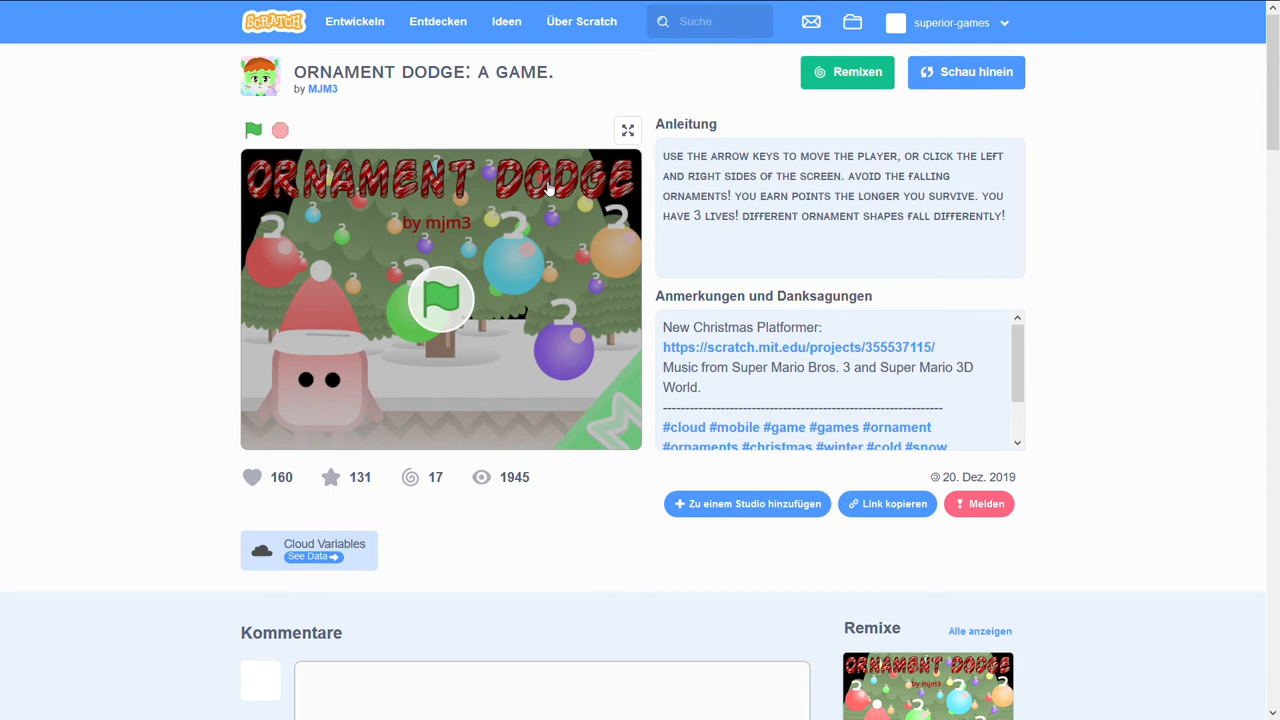 SCRATCH Entwickeln Entdecken Ideen Über Scratch Suche superior-games
ORNAMENT DODGE: A GAME.
by MJM3
Remixen Schau hinein
Anleitung
ORNAMENT DODGE
by mjm3
USE THE ARROW KEYS TO MOVE THE PLAYER, OR CLICK THE LEFT
AND RIGHT SIDES OF THE SCREEN. AVOID THE FALLING
ORNAMENTS! YOU EARN POINTS THE LONGER YOU SURVIVE. YOU
HAVE 3 LIVES! DIFFERENT ORNAMENT SHAPES FALL DIFFERENTLY!
Anmerkungen und Danksagungen
New Christmas Platformer:
https://scratch.mit.edu/projects/355537115/
Music from Super Mario Bros. 3 and Super Mario 3D
World.
--------------------------------------------------------------
#cloud #mobile #game #games #ornament
#ornaments #christmas #winter #cold #snow
160 131 17 1945
20. Dez. 2019
Zu einem Studio hinzufügen Link kopieren Melden
Cloud Variables
See Data
Kommentare
Remixe Alle anzeigen
ORNAMENT DODGE
by mjm3